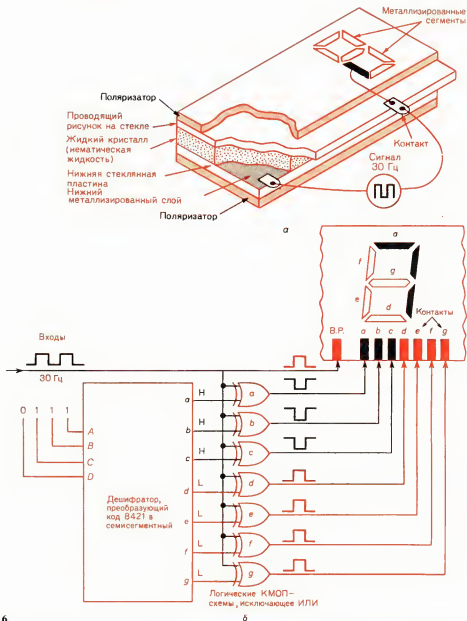 Металлизированные
сегменты
Поляризатор
Проводящий
рисунок на стекле
Жидкий кристалл
(нематическая
жидкость)
Нижняя стеклянная
пластина
Нижний
металлизированный слой
Поляризатор
Контакт
Сигнал
30 Гц
а
a
f
g
e
d
Контакты
В.Р. a b c d e f g
Входы
30 Гц
0 1 1 1
A
B
C
D
Дешифратор,
преобразующий
код 8421 в
семисегментный
a H a
b H b
c H c
d L d
e L e
f L f
g L g
Логические КМОП-
схемы, исключающее ИЛИ
6
б